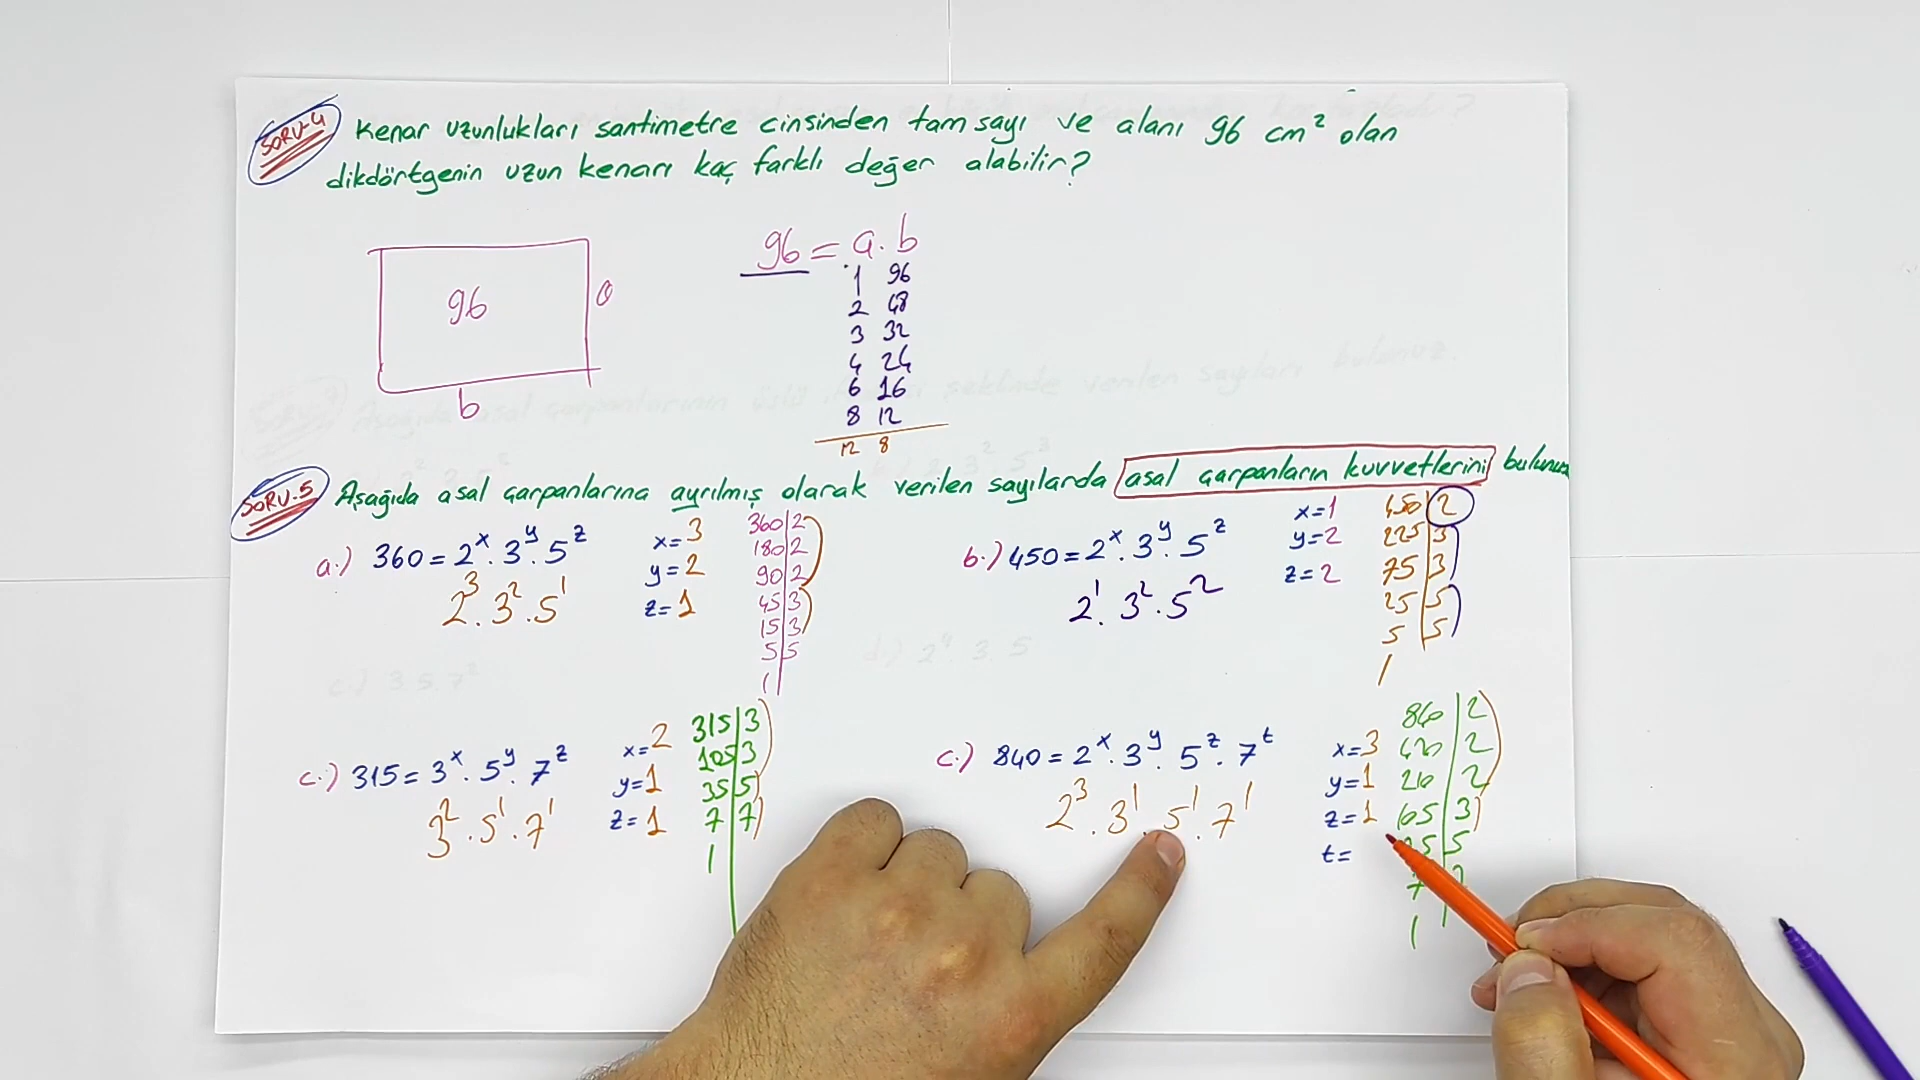 SORU-4 Kenar uzunlukları santimetre cinsinden tam sayı ve alanı 96 cm² olan
dikdörtgenin uzun kenarı kaç farklı değer alabilir?
96 a
b
96 = a . b
1 96
2 48
3 32
4 24
6 16
8 12
12 8
SORU-5 Aşağıda asal çarpanlarına ayrılmış olarak verilen sayılarda asal çarpanların kuvvetlerini bulunuz
a.) 360 = 2^x . 3^y . 5^z
2^3 . 3^2 . 5^1
x=3
y=2
z=1
360|2
180|2
90|2
45|3
15|3
5|5
1
b.) 450 = 2^x . 3^y . 5^z
2^1 . 3^2 . 5^2
x=1
y=2
z=2
450|2
225|3
75|3
25|5
5|5
1
c.) 315 = 3^x . 5^y . 7^z
3^2 . 5^1 . 7^1
x=2
y=1
z=1
315|3
105|3
35|5
7|7
1
c.) 840 = 2^x . 3^y . 5^z . 7^t
2^3 . 3^1 . 5^1 . 7^1
x=3
y=1
z=1
t=
840|2
420|2
210|2
105|3
5
7
1